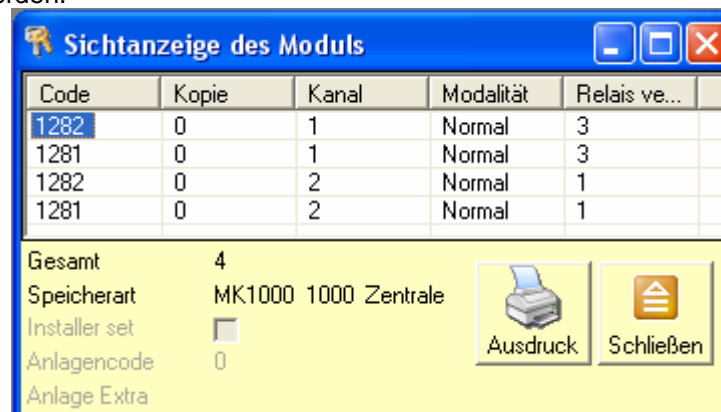 Sichtanzeige des Moduls
Code Kopie Kanal Modalität Relais ve...
1282 0 1 Normal 3
1281 0 1 Normal 3
1282 0 2 Normal 1
1281 0 2 Normal 1
Gesamt 4
Speicherart MK1000 1000 Zentrale
Installer set
Anlagencode 0
Anlage Extra
Ausdruck Schließen